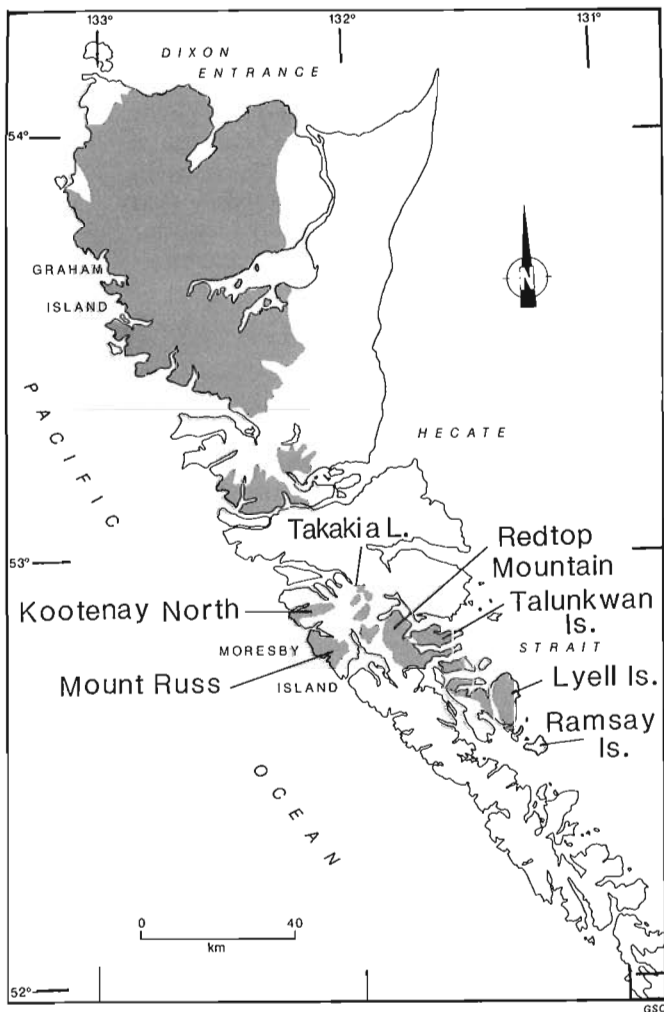 133°
132°
131°
DIXON
ENTRANCE
54°
GRAHAM
ISLAND
N
PACIFIC
HECATE
Takakia L.
Redtop
Mountain
53°
Kootenay North
Talunkwan
Is.
MORESBY
STRAIT
Mount Russ
ISLAND
Lyell Is.
Ramsay
Is.
OCEAN
0 40
km
52°
GSC